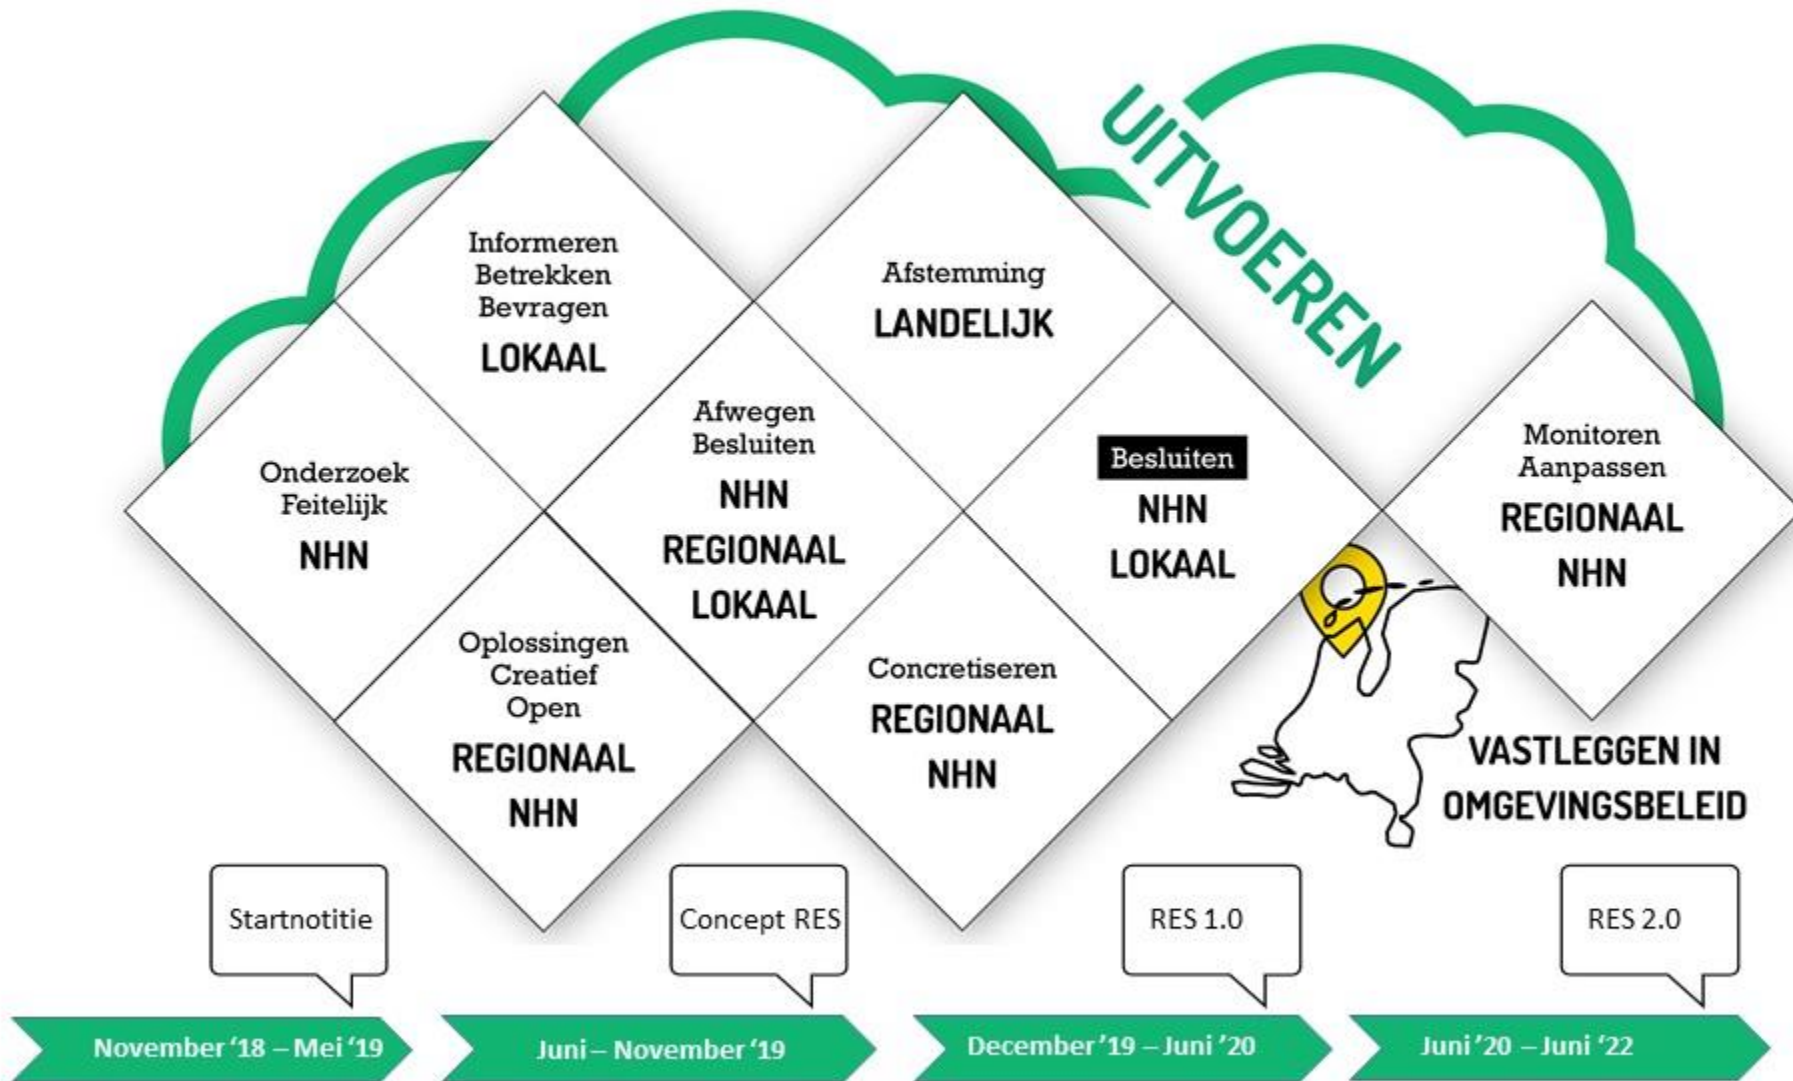 Informeren
Betrekken
Bevragen
LOKAAL
Afstemming
LANDELIJK
UITVOEREN
Onderzoek
Feitelijk
NHN
Afwegen
Besluiten
NHN
REGIONAAL
LOKAAL
Besluiten
NHN
LOKAAL
Monitoren
Aanpassen
REGIONAAL
NHN
Oplossingen
Creatief
Open
REGIONAAL
NHN
Concretiseren
REGIONAAL
NHN
VASTLEGGEN IN
OMGEVINGSBELEID
Startnotitie
Concept RES
RES 1.0
RES 2.0
November ‘18 – Mei ‘19
Juni – November ‘19
December ’19 – Juni ’20
Juni ’20 – Juni ‘22